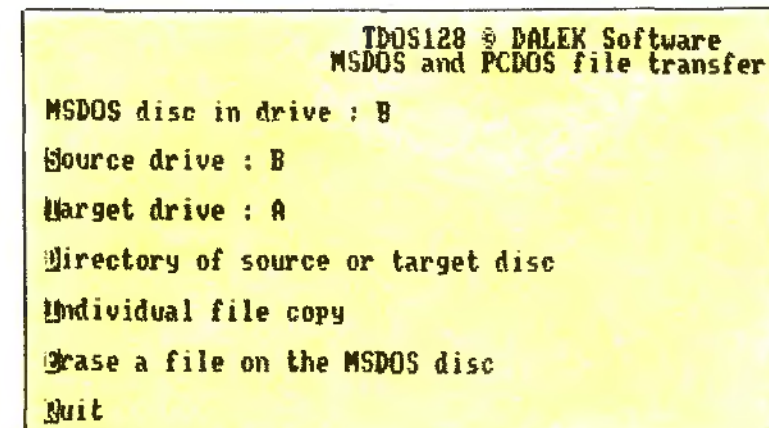 TDOS128 © DALEK Software
MSDOS and PCDOS file transfer
MSDOS disc in drive : B
Source drive : B
Target drive : A
Directory of source or target disc
Individual file copy
Erase a file on the MSDOS disc
Quit